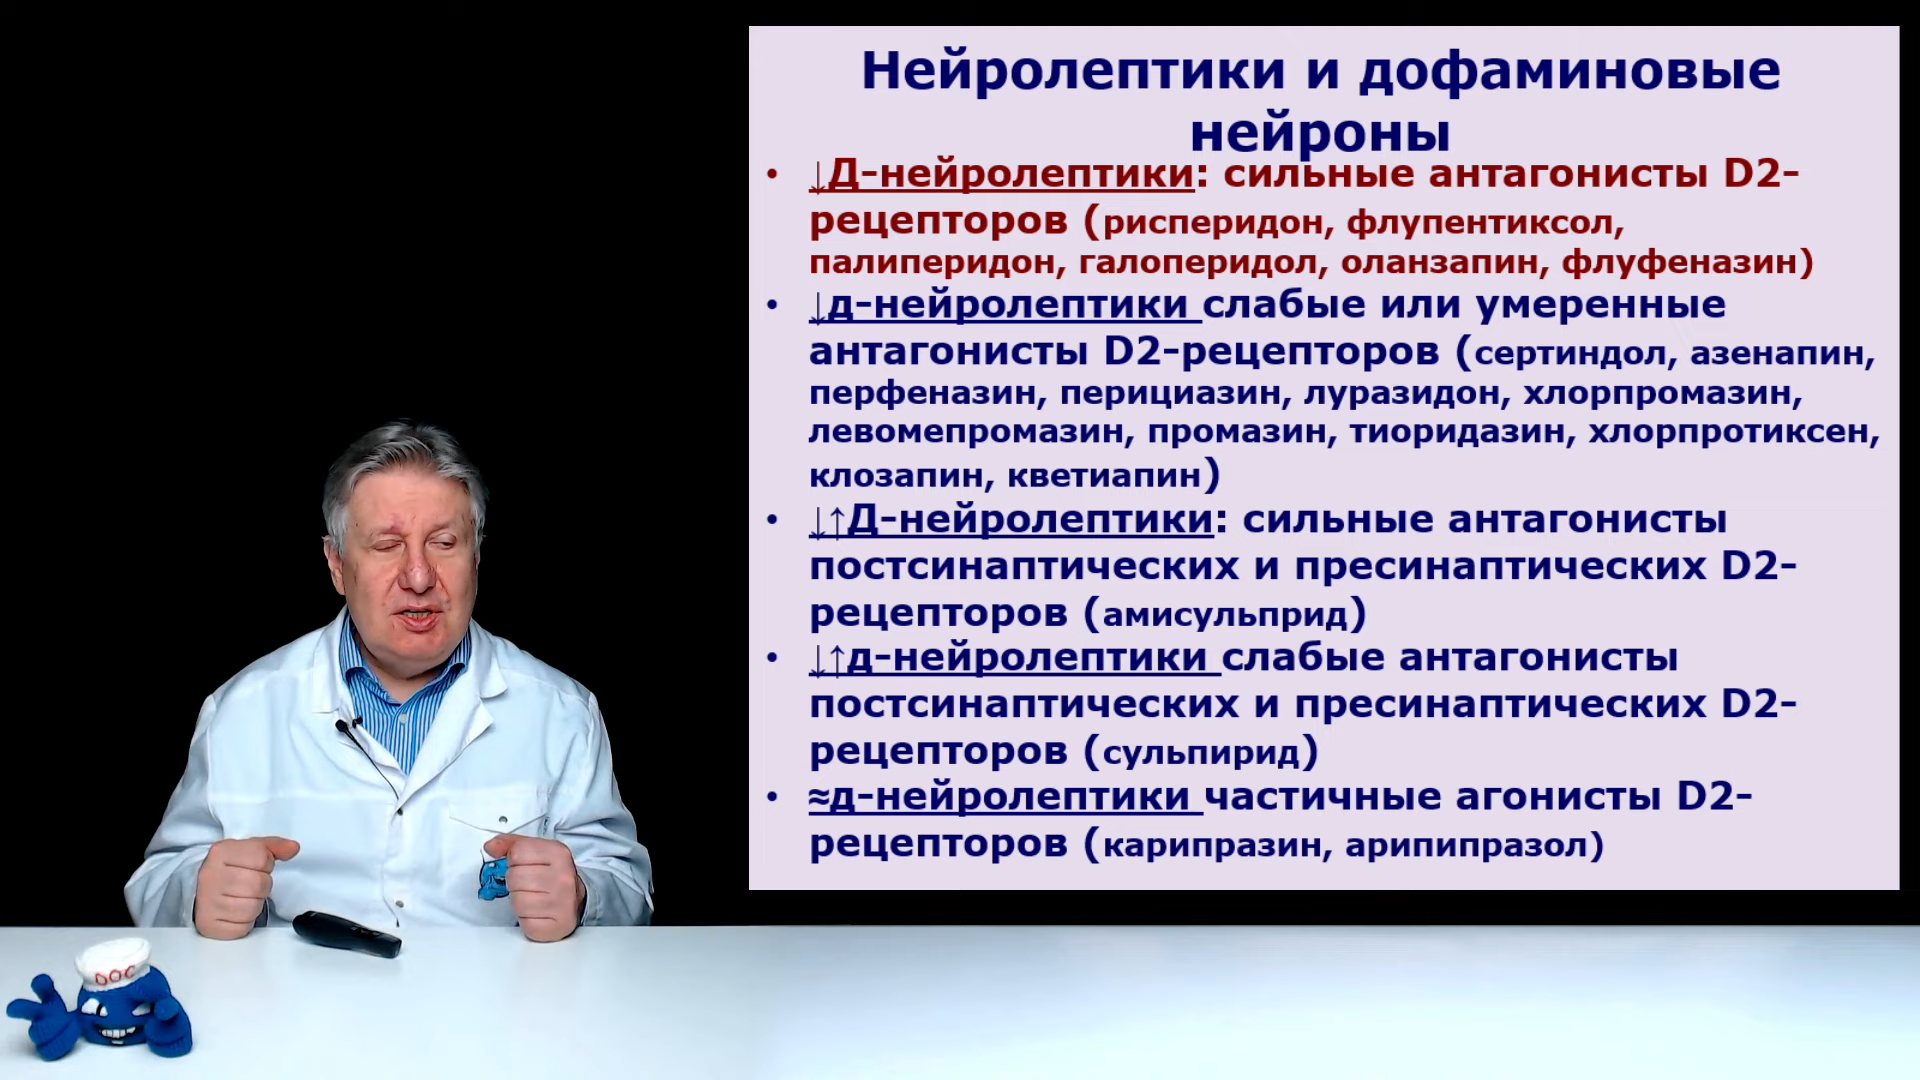 Нейролептики и дофаминовые
нейроны
• ↓Д-нейролептики: сильные антагонисты D2-
рецепторов (рисперидон, флупентиксол,
палиперидон, галоперидол, оланзапин, флуфеназин)
• ↓д-нейролептики слабые или умеренные
антагонисты D2-рецепторов (сертиндол, азенапин,
перфеназин, перициазин, луразидон, хлорпромазин,
левомепромазин, промазин, тиоридазин, хлорпротиксен,
клозапин, кветиапин)
• ↓↑Д-нейролептики: сильные антагонисты
постсинаптических и пресинаптических D2-
рецепторов (амисульприд)
• ↓↑д-нейролептики слабые антагонисты
постсинаптических и пресинаптических D2-
рецепторов (сульпирид)
• ≈д-нейролептики частичные агонисты D2-
рецепторов (карипразин, арипипразол)
DOC